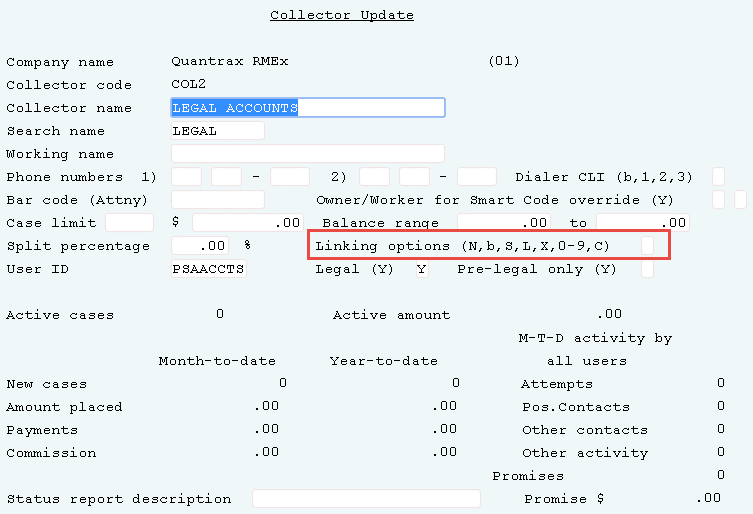 Collector Update
Company name Quantrax RMEx (01)
Collector code COL2
Collector name LEGAL ACCOUNTS
Search name LEGAL
Working name
Phone numbers 1) - 2) - Dialer CLI (b,1,2,3)
Bar code (Attny) Owner/Worker for Smart Code override (Y)
Case limit $ .00 Balance range .00 to .00
Split percentage .00 % Linking options (N,b,S,L,X,0-9,C)
User ID PSAACCTS Legal (Y) Y Pre-legal only (Y)
Active cases 0 Active amount .00
M-T-D activity by
Month-to-date Year-to-date all users
New cases 0 0 Attempts 0
Amount placed .00 .00 Pos.Contacts 0
Payments .00 .00 Other contacts 0
Commission .00 .00 Other activity 0
Promises 0
Status report description Promise $ .00